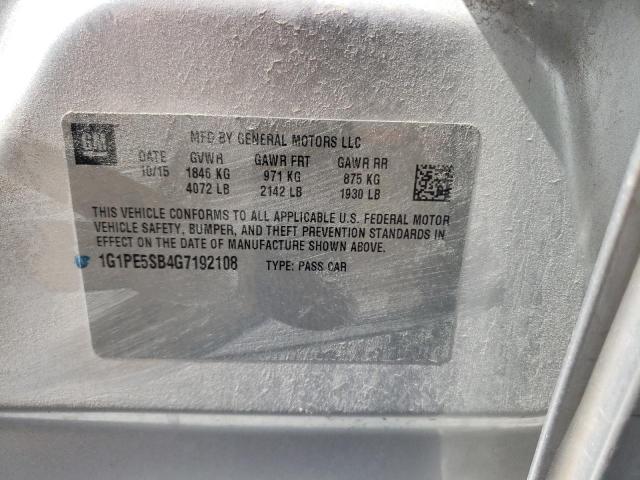 GM MFD BY GENERAL MOTORS LLC
DATE GVWR GAWR FRT GAWR RR
10/15 1846 KG 971 KG 875 KG
4072 LB 2142 LB 1930 LB
THIS VEHICLE CONFORMS TO ALL APPLICABLE U.S. FEDERAL MOTOR
VEHICLE SAFETY, BUMPER, AND THEFT PREVENTION STANDARDS IN
EFFECT ON THE DATE OF MANUFACTURE SHOWN ABOVE.
1G1PE5SB4G7192108 TYPE: PASS CAR